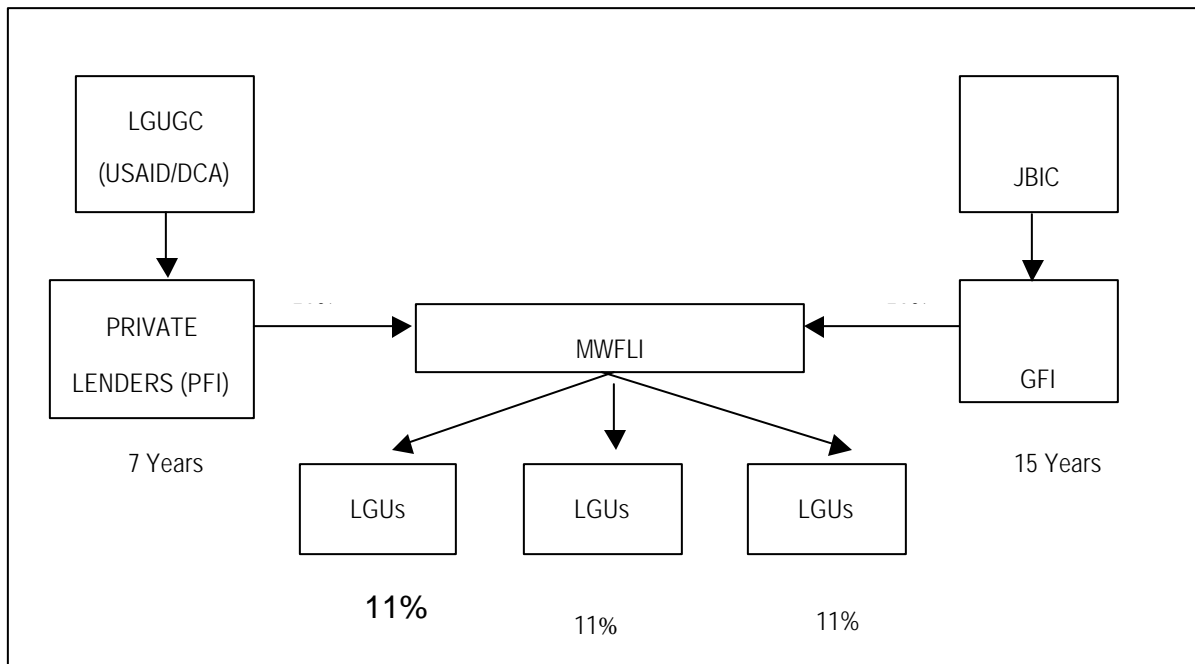 LGUGC
(USAID/DCA)
JBIC
PRIVATE
LENDERS (PFI)
MWFLI
GFI
7 Years
15 Years
LGUs
LGUs
LGUs
11%
11%
11%